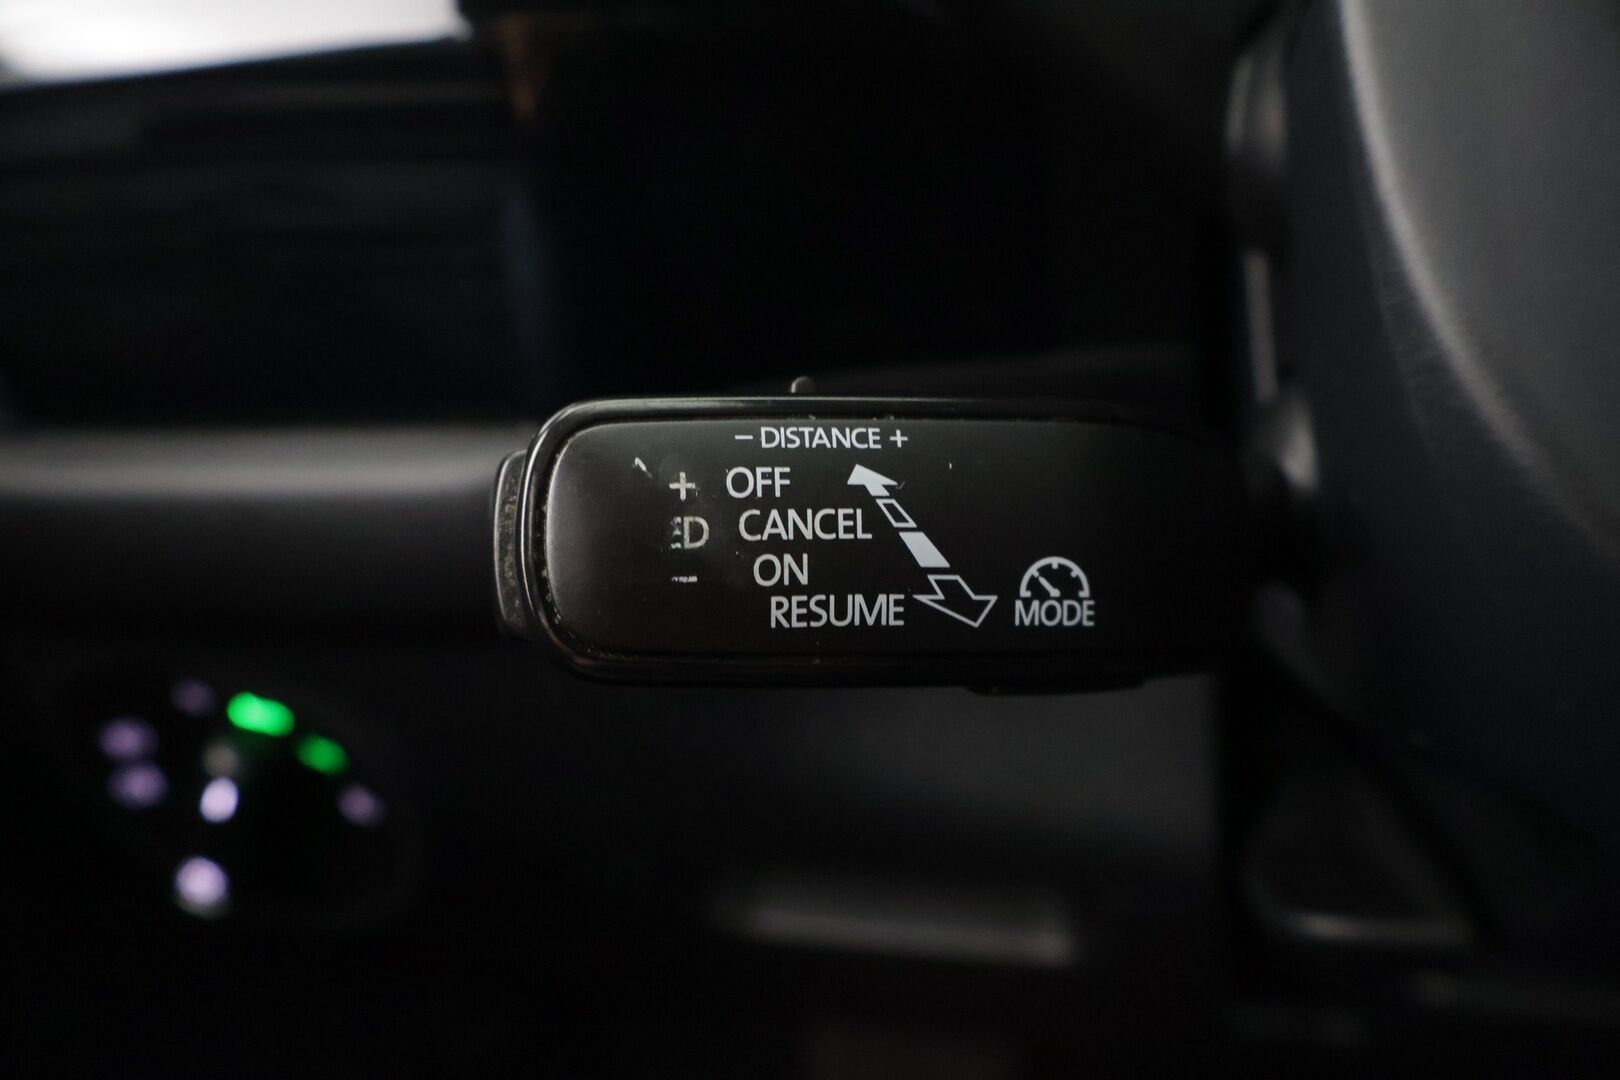 – DISTANCE +
+ OFF
CANCEL
– ON
RESUME
MODE